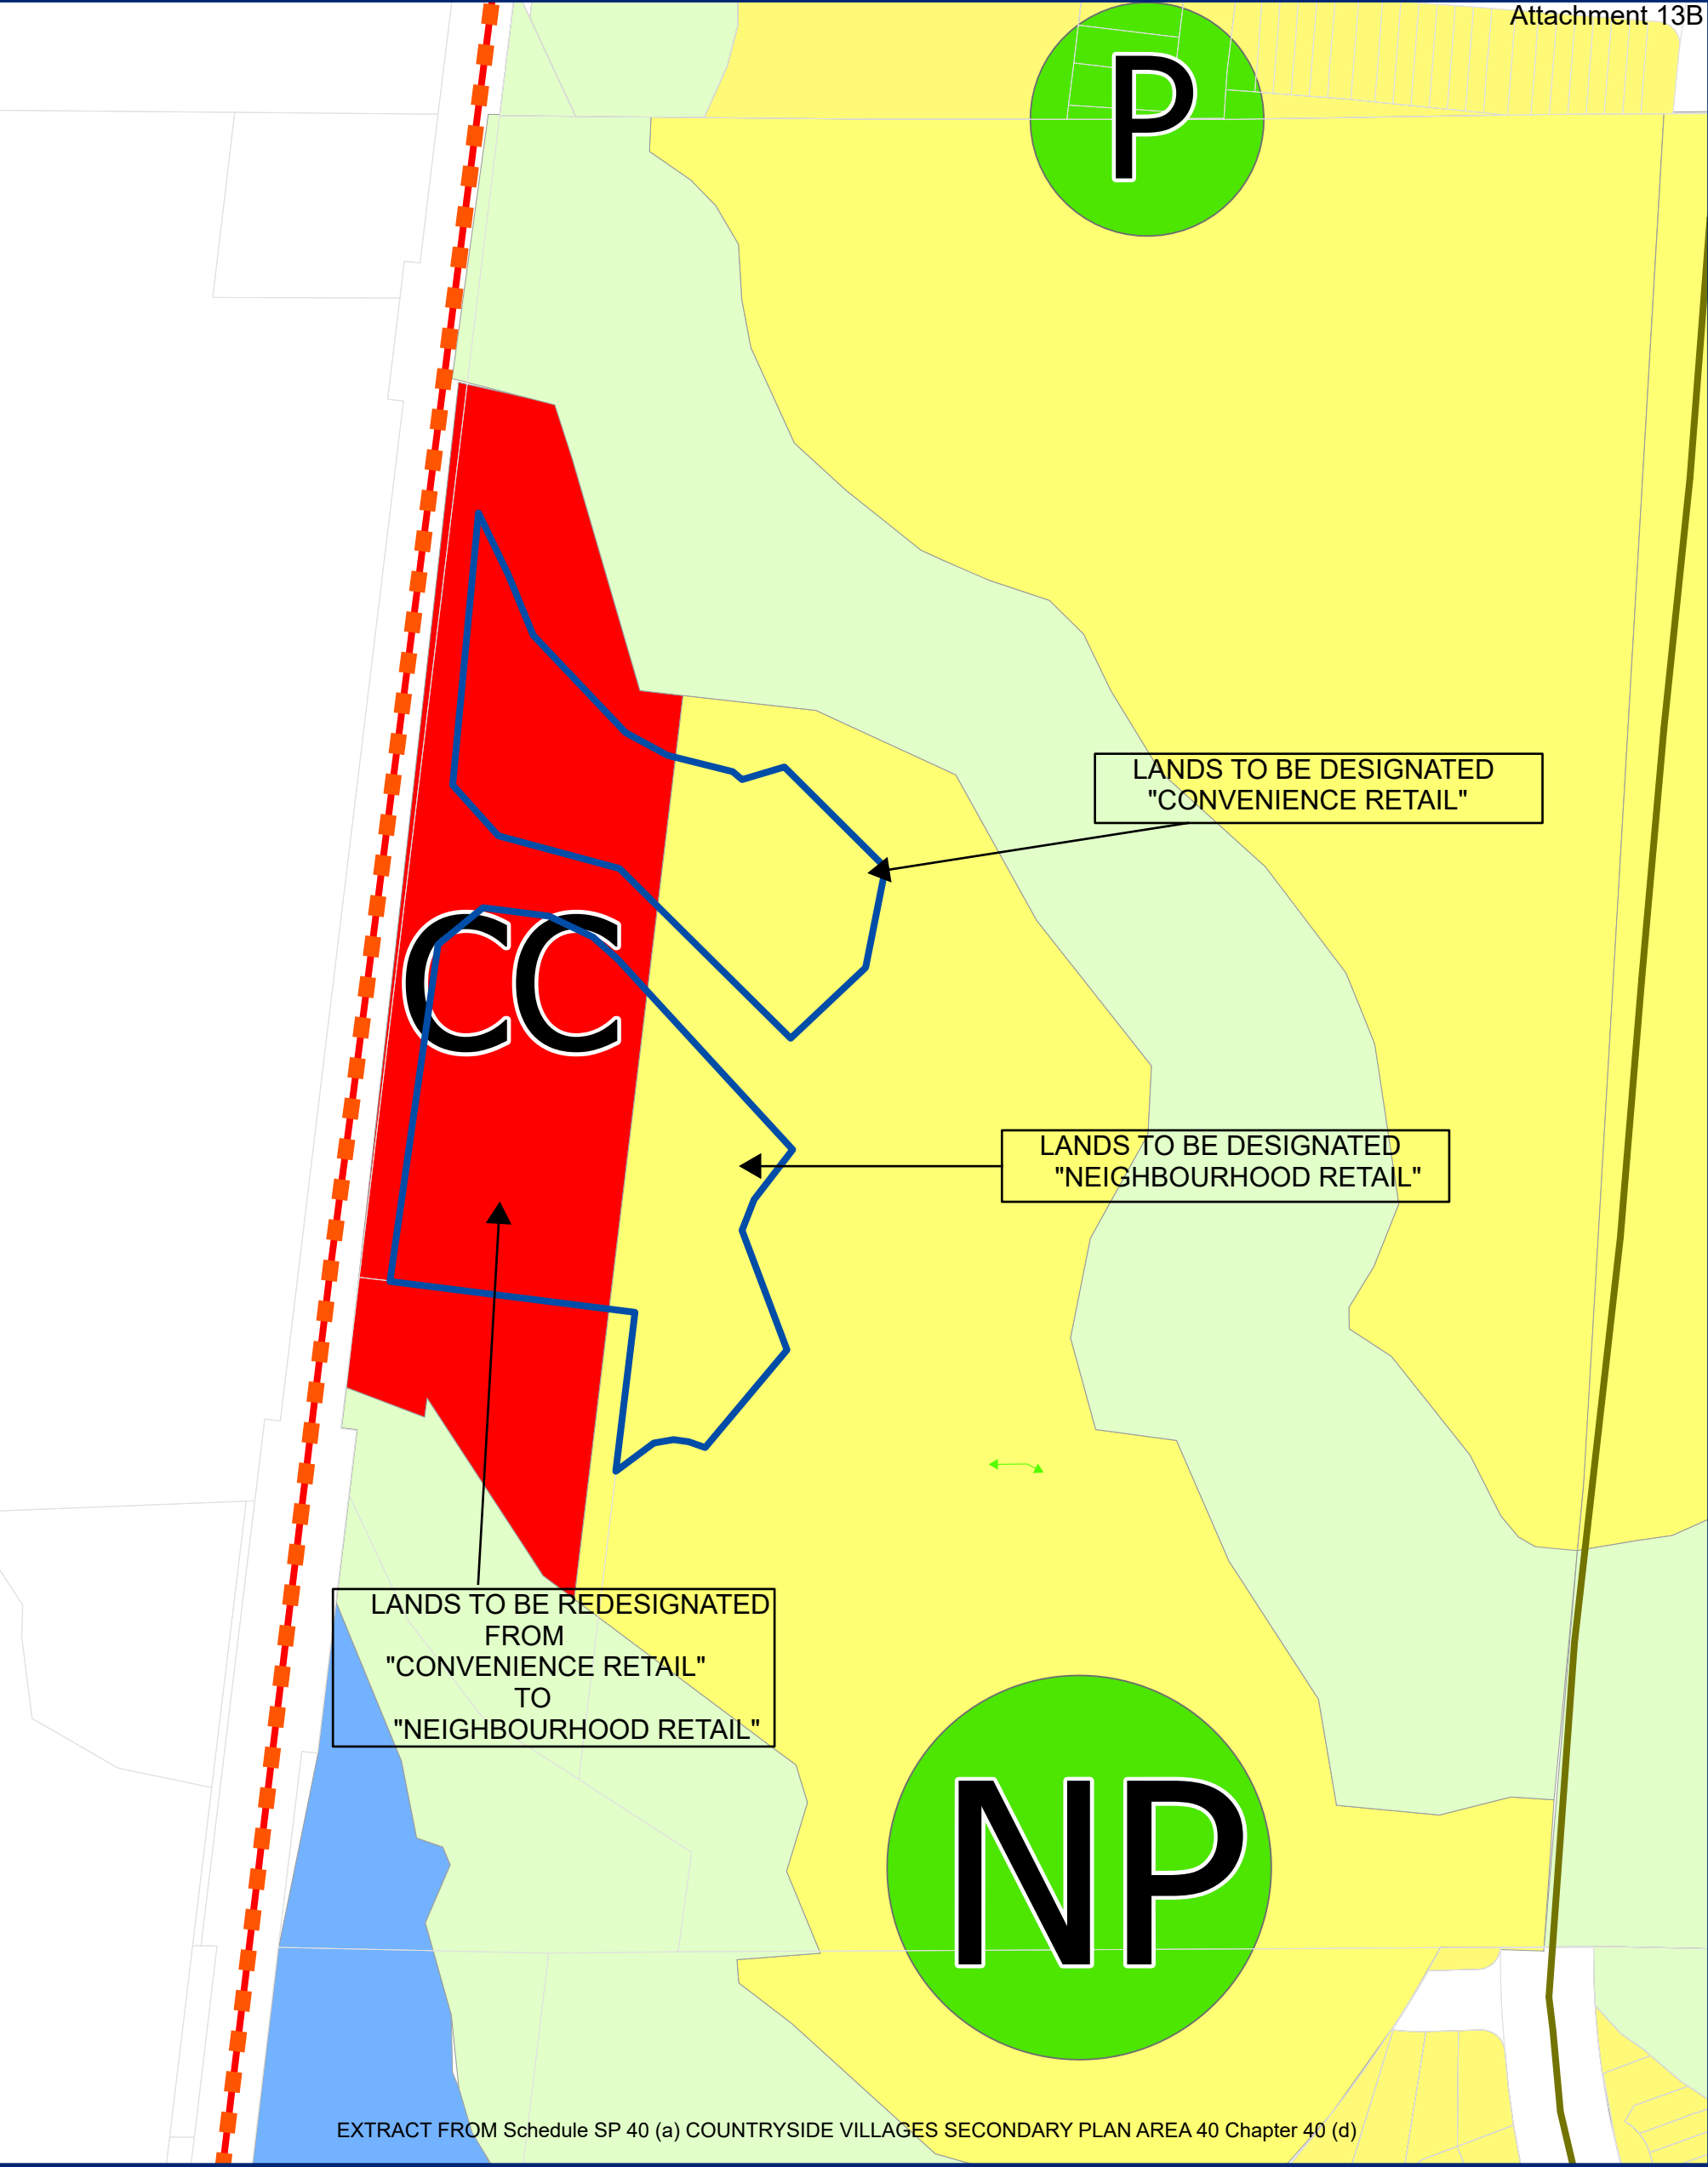 Attachment 13B
P
LANDS TO BE DESIGNATED
"CONVENIENCE RETAIL"
CC
LANDS TO BE DESIGNATED
"NEIGHBOURHOOD RETAIL"
LANDS TO BE REDESIGNATED
FROM
"CONVENIENCE RETAIL"
TO
"NEIGHBOURHOOD RETAIL"
NP
EXTRACT FROM Schedule SP 40 (a) COUNTRYSIDE VILLAGES SECONDARY PLAN AREA 40 Chapter 40 (d)